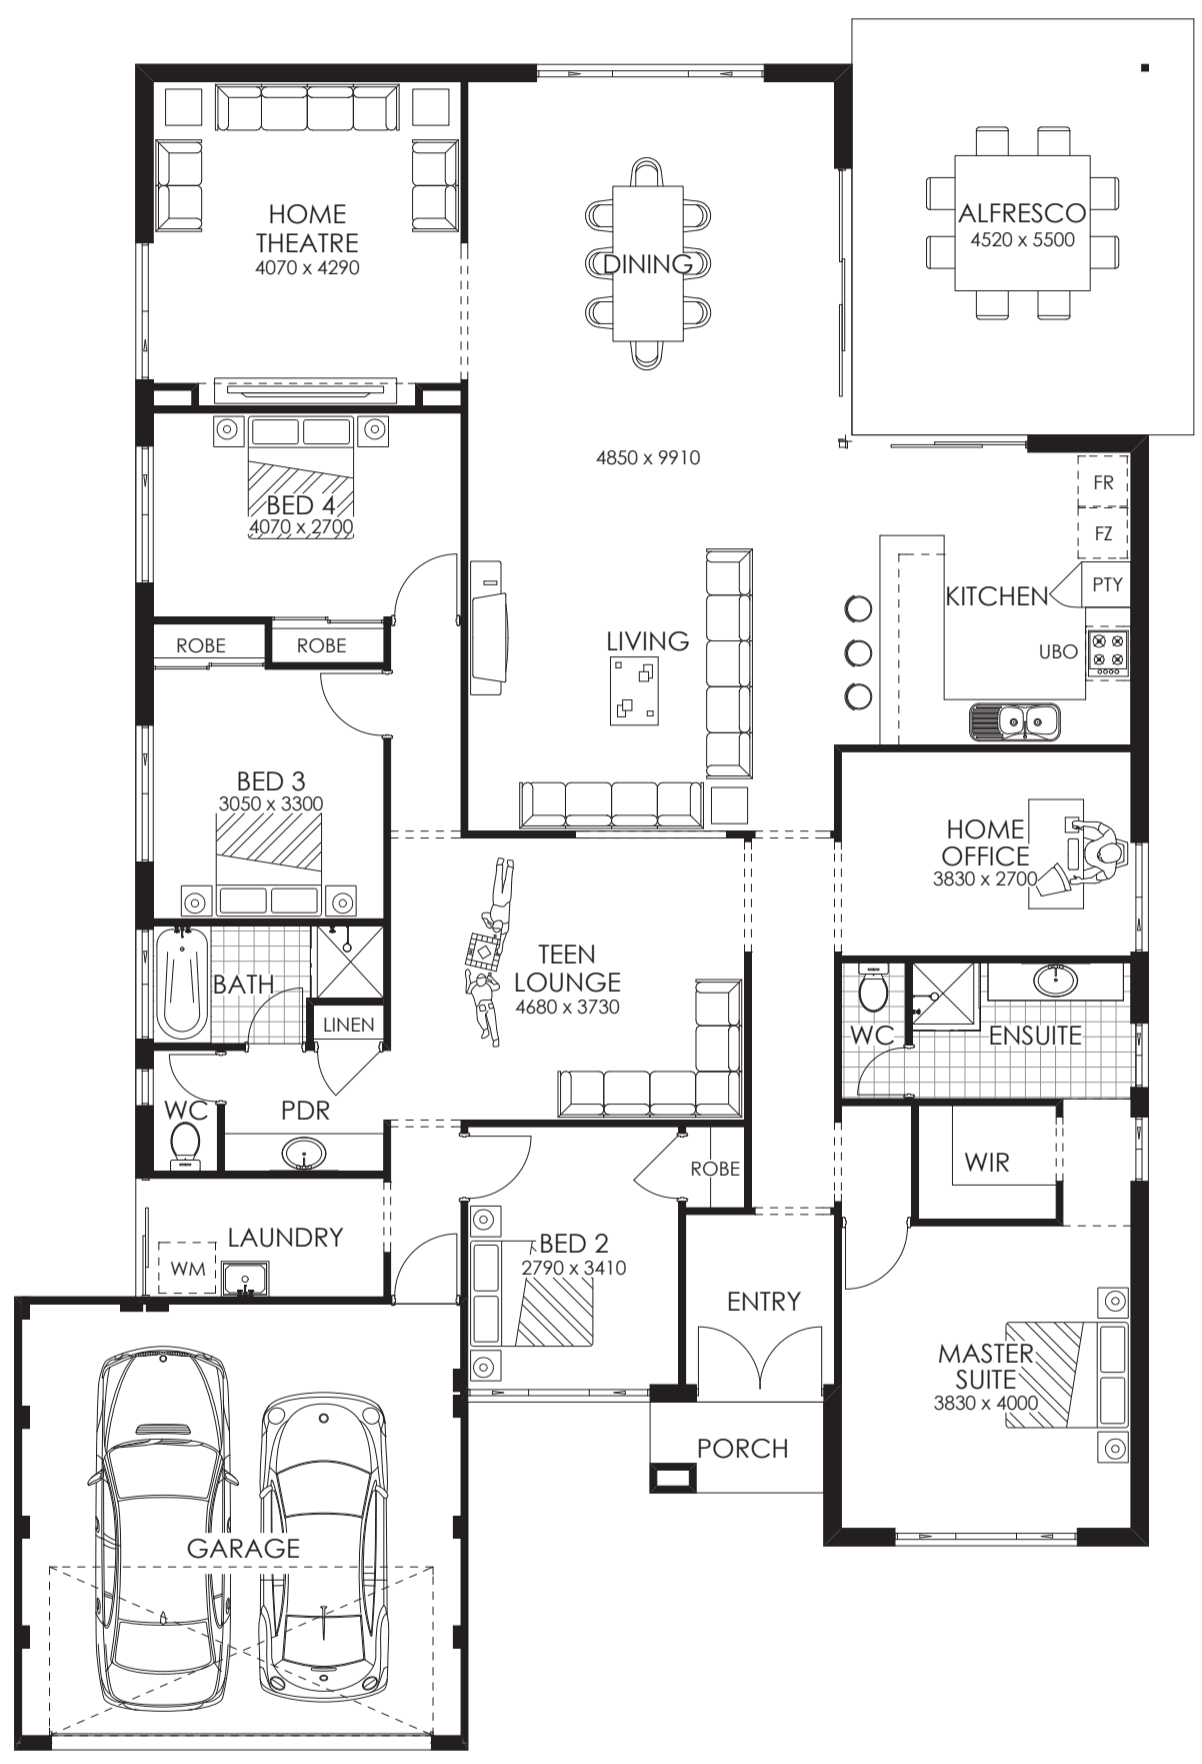 HOME
THEATRE
4070 x 4290
DINING
ALFRESCO
4520 x 5500
4850 x 9910
FR
FZ
PTY
KITCHEN
UBO
BED 4
4070 x 2700
ROBE
ROBE
LIVING
BED 3
3050 x 3300
HOME
OFFICE
3830 x 2700
TEEN
LOUNGE
4680 x 3730
BATH
LINEN
WC
ENSUITE
WC
PDR
ROBE
WIR
LAUNDRY
WM
BED 2
2790 x 3410
ENTRY
MASTER
SUITE
3830 x 4000
PORCH
GARAGE